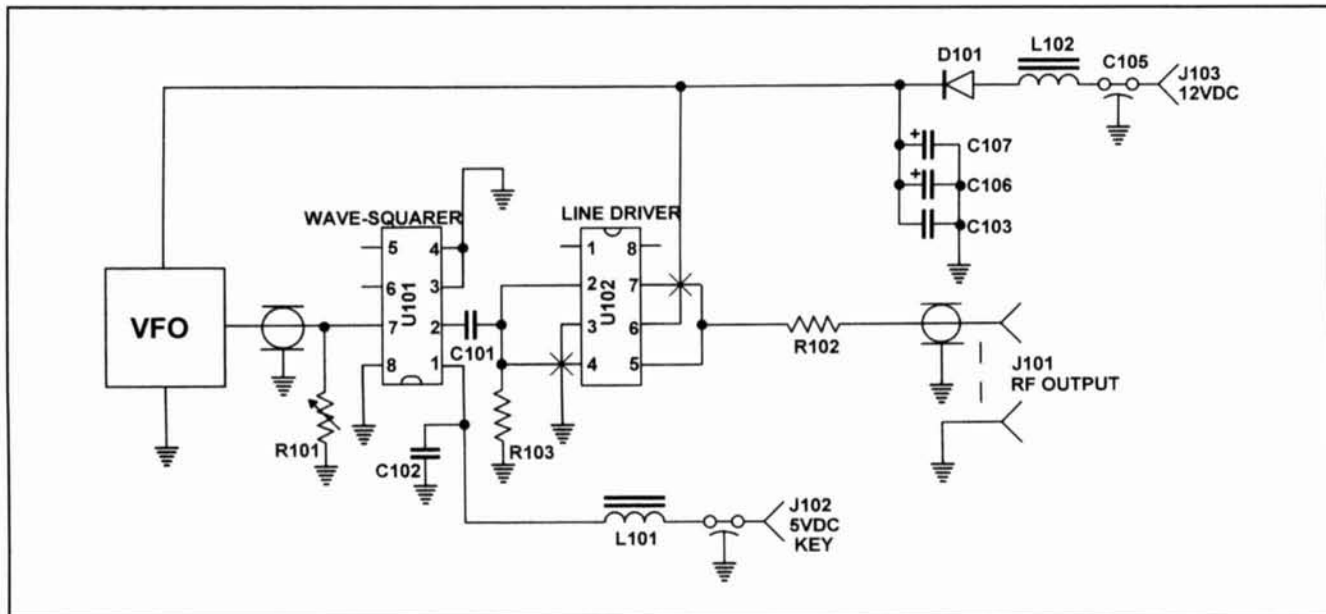 D101
L102
C105
J103
12VDC
+
C107
+
C106
C103
WAVE-SQUARER
LINE DRIVER
5
4
6
3
7
2
8
1
U101
1
8
2
7
3
6
4
5
U102
VFO
C101
R102
J101
RF OUTPUT
R101
C102
R103
L101
J102
5VDC
KEY